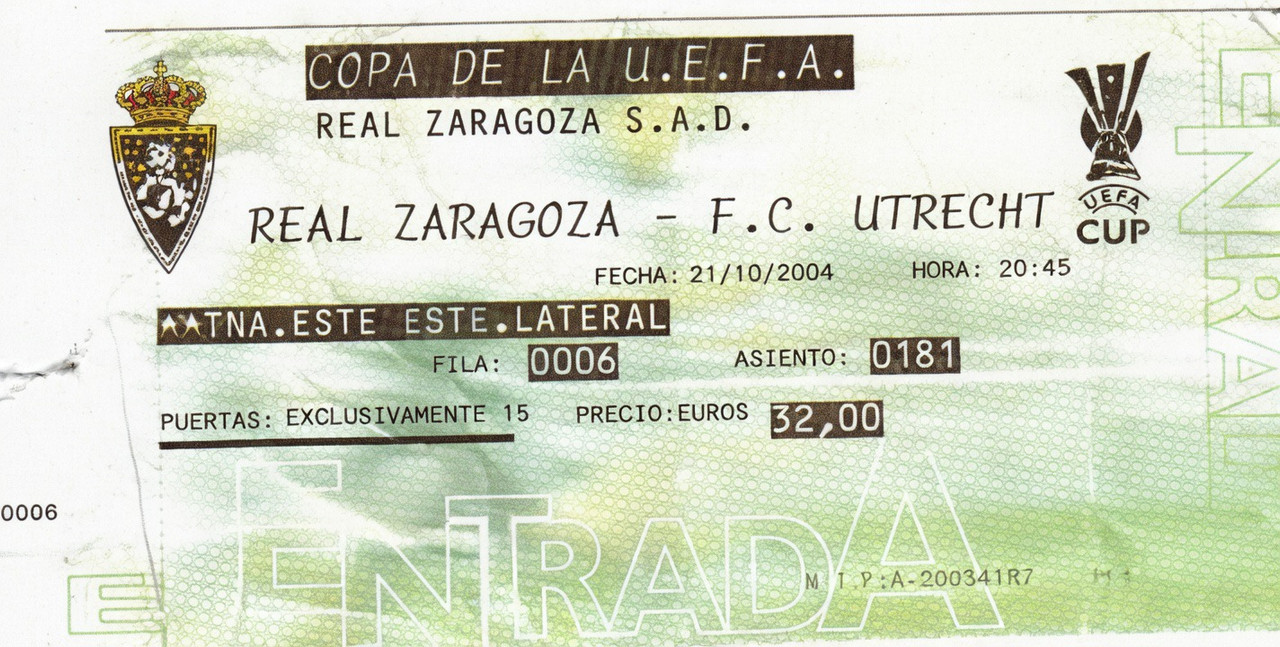 COPA DE LA U.E.F.A.
REAL ZARAGOZA S.A.D.
REAL ZARAGOZA - F.C. UTRECHT
UEFA
CUP
FECHA: 21/10/2004 HORA: 20:45
★★TNA.ESTE ESTE.LATERAL
FILA: 0006 ASIENTO: 0181
PUERTAS: EXCLUSIVAMENTE 15 PRECIO:EUROS 32,00
0006
ENTRADA
M I P:A-200341R7
E
ENTRAD